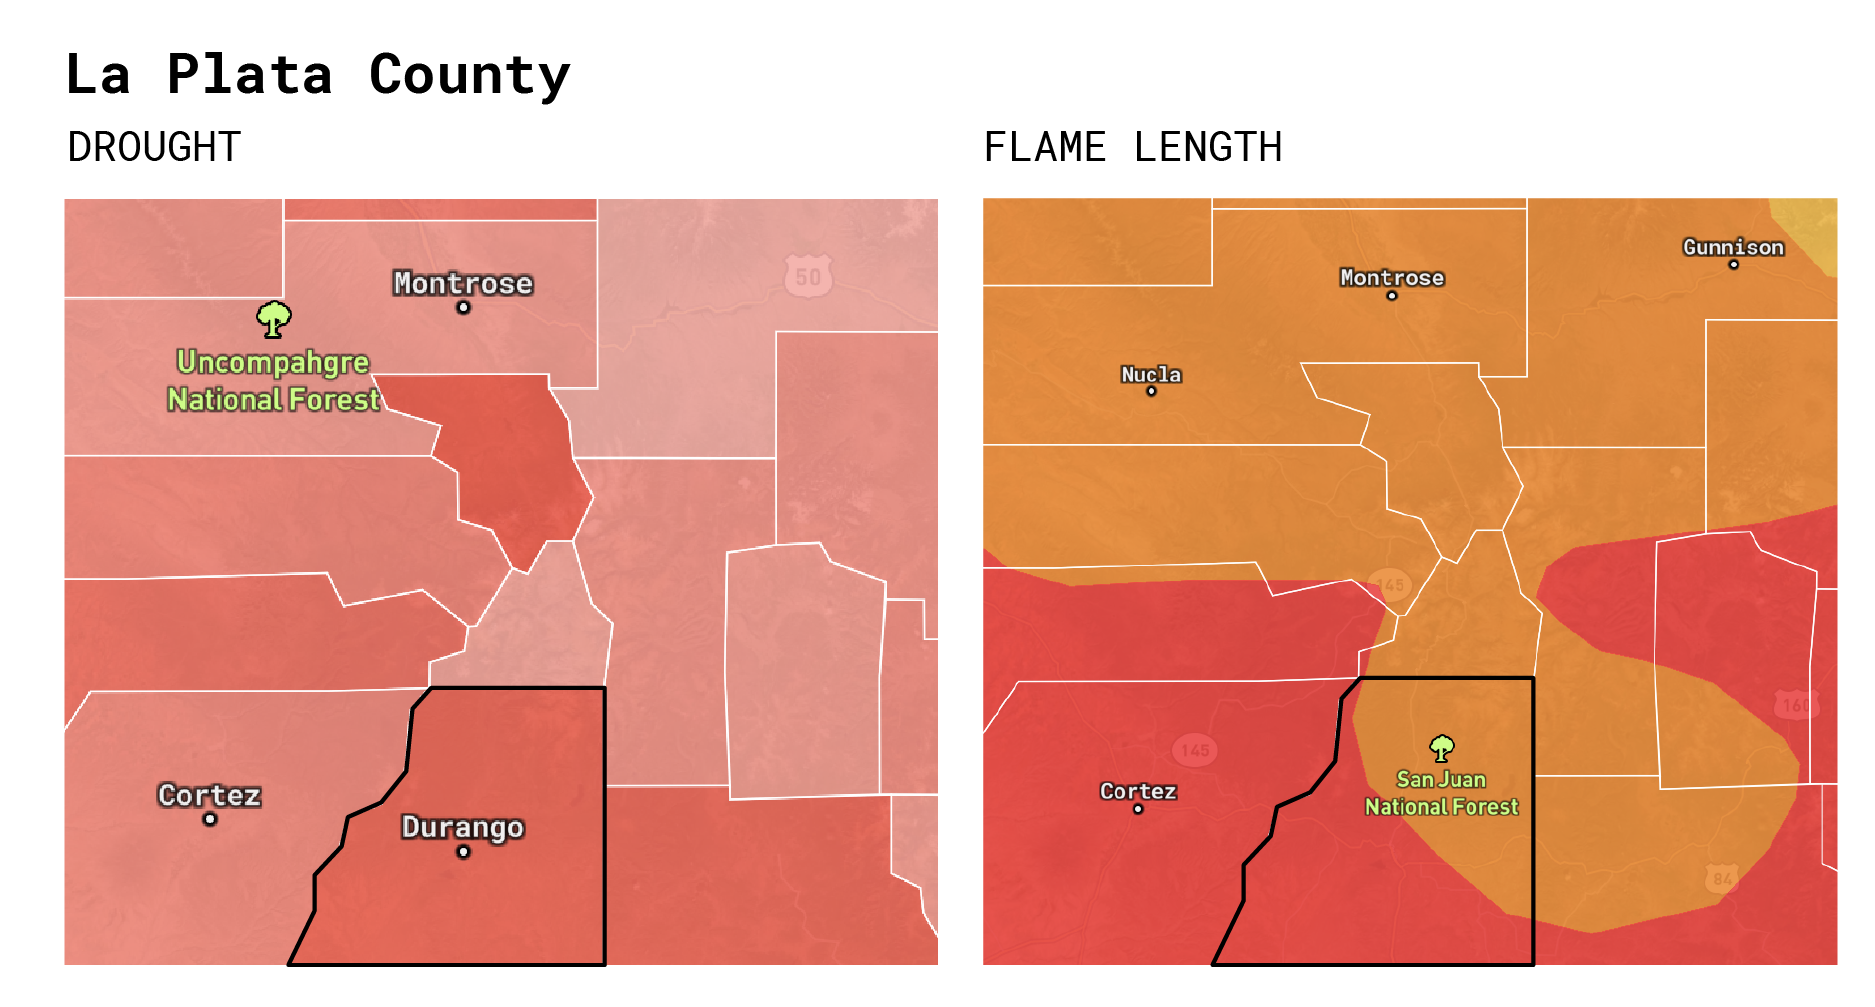 La Plata County
DROUGHT
50
Montrose
Uncompahgre
National Forest
Cortez
Durango
FLAME LENGTH
Gunnison
Montrose
Nucla
145
160
145
San Juan
National Forest
Cortez
84